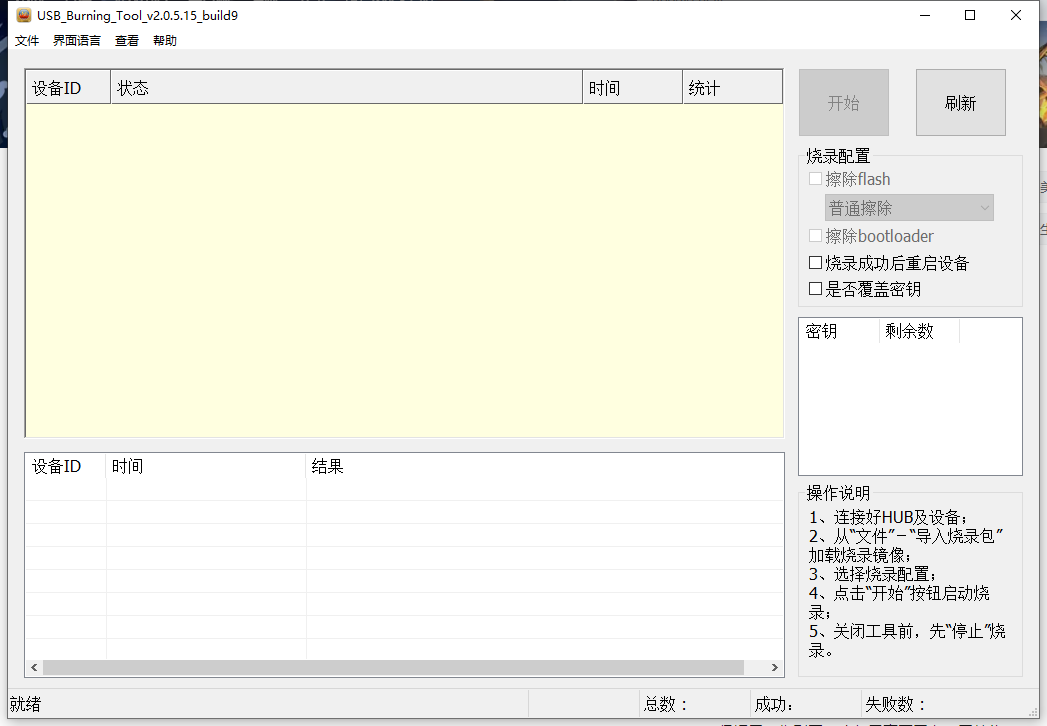 USB_Burning_Tool_v2.0.5.15_build9
文件 界面语言 查看 帮助
设备ID 状态 时间 统计
开始 刷新
烧录配置
擦除flash
普通擦除
擦除bootloader
烧录成功后重启设备
是否覆盖密钥
密钥 剩余数
设备ID 时间 结果
操作说明
1、连接好HUB及设备；
2、从“文件”－“导入烧录包”
加载烧录镜像；
3、选择烧录配置；
4、点击“开始”按钮启动烧
录；
5、关闭工具前，先“停止”烧
录。
就绪 总数： 成功： 失败数：